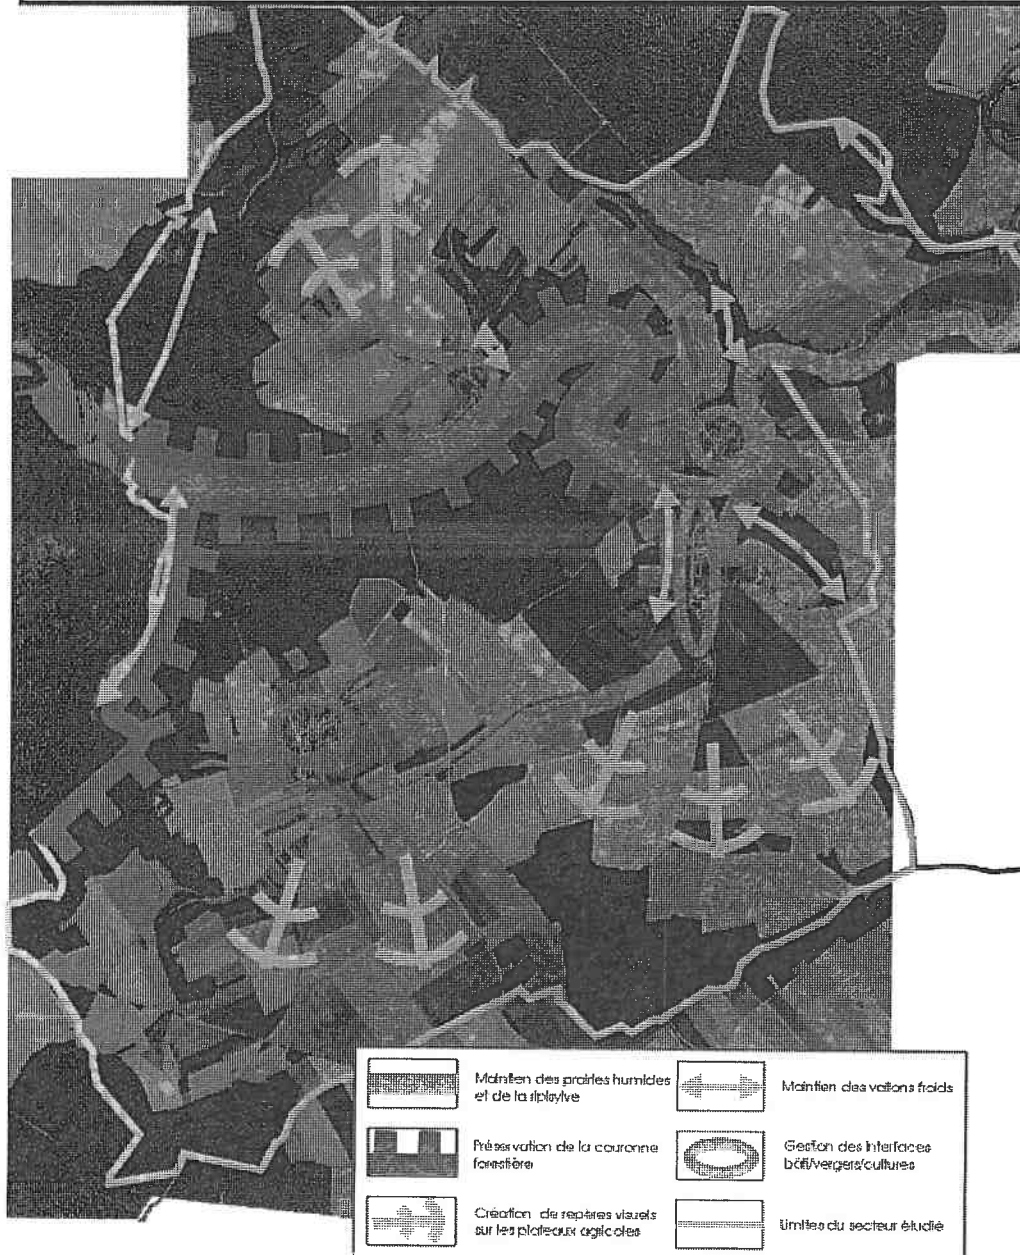 Maintien des prairies humides
et de la ripisylve
Préservation de la couronne
forestière
Création de repères visuels
sur les plateaux agricoles
Maintien des vallons froids
Gestion des interfaces
bâti/vergers/cultures
Limites du secteur étudié